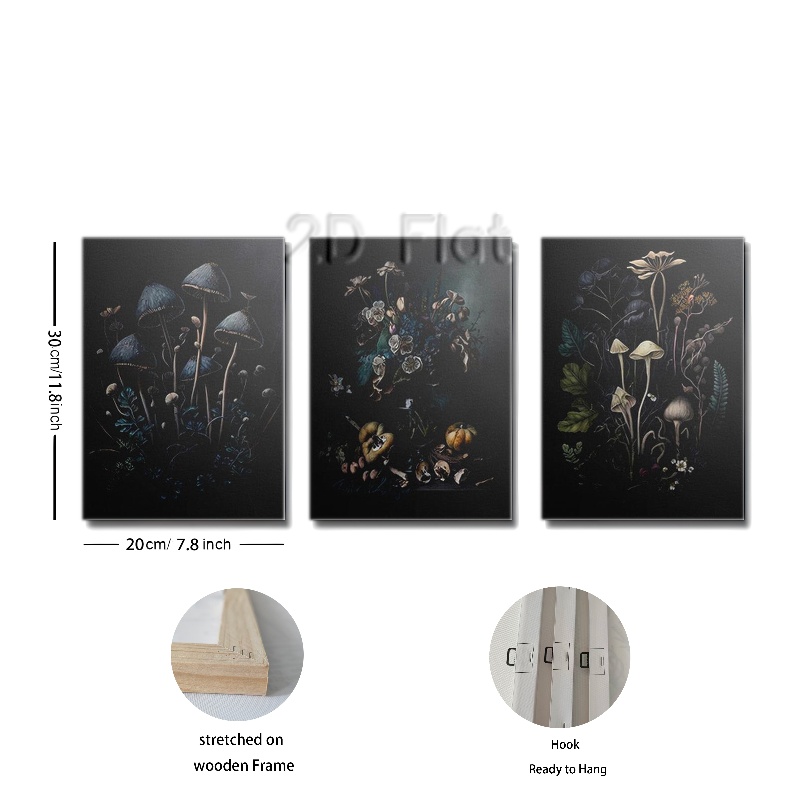 2D Flat
30cm/11.8inch
20cm/ 7.8 inch
stretched on
wooden Frame
Hook
Ready to Hang